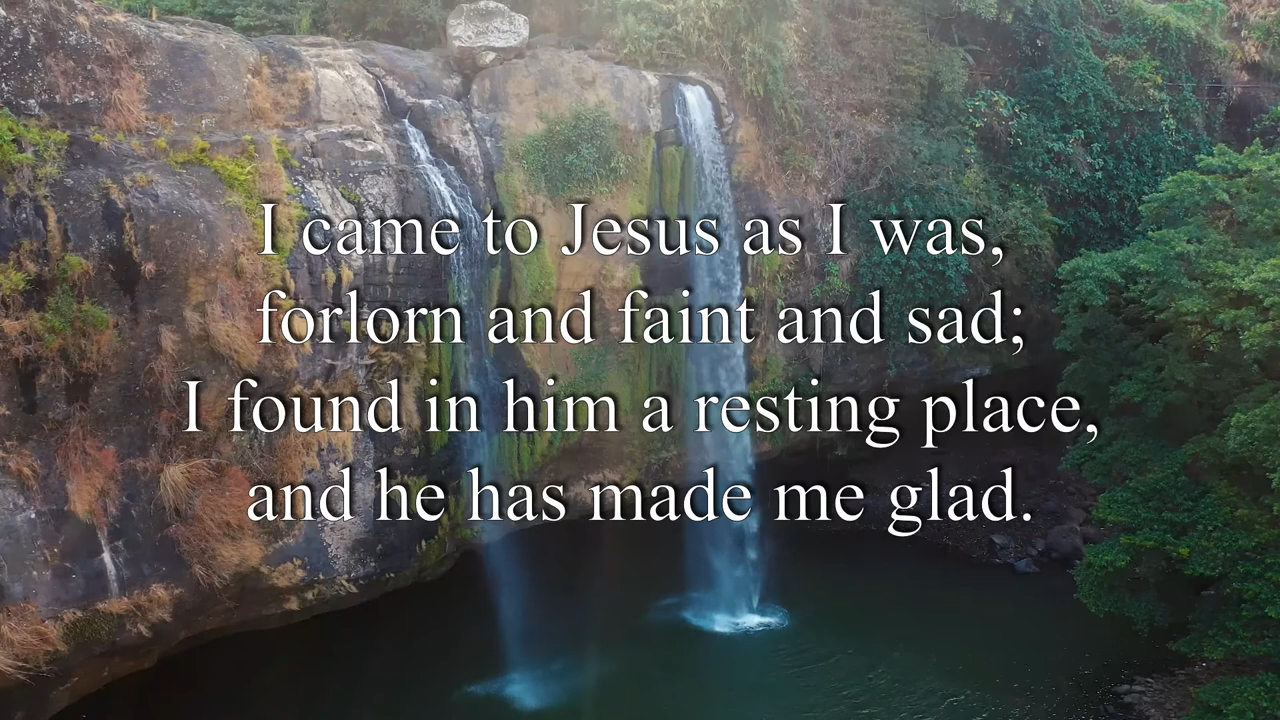 I came to Jesus as I was,
forlorn and faint and sad;
I found in him a resting place,
and he has made me glad.